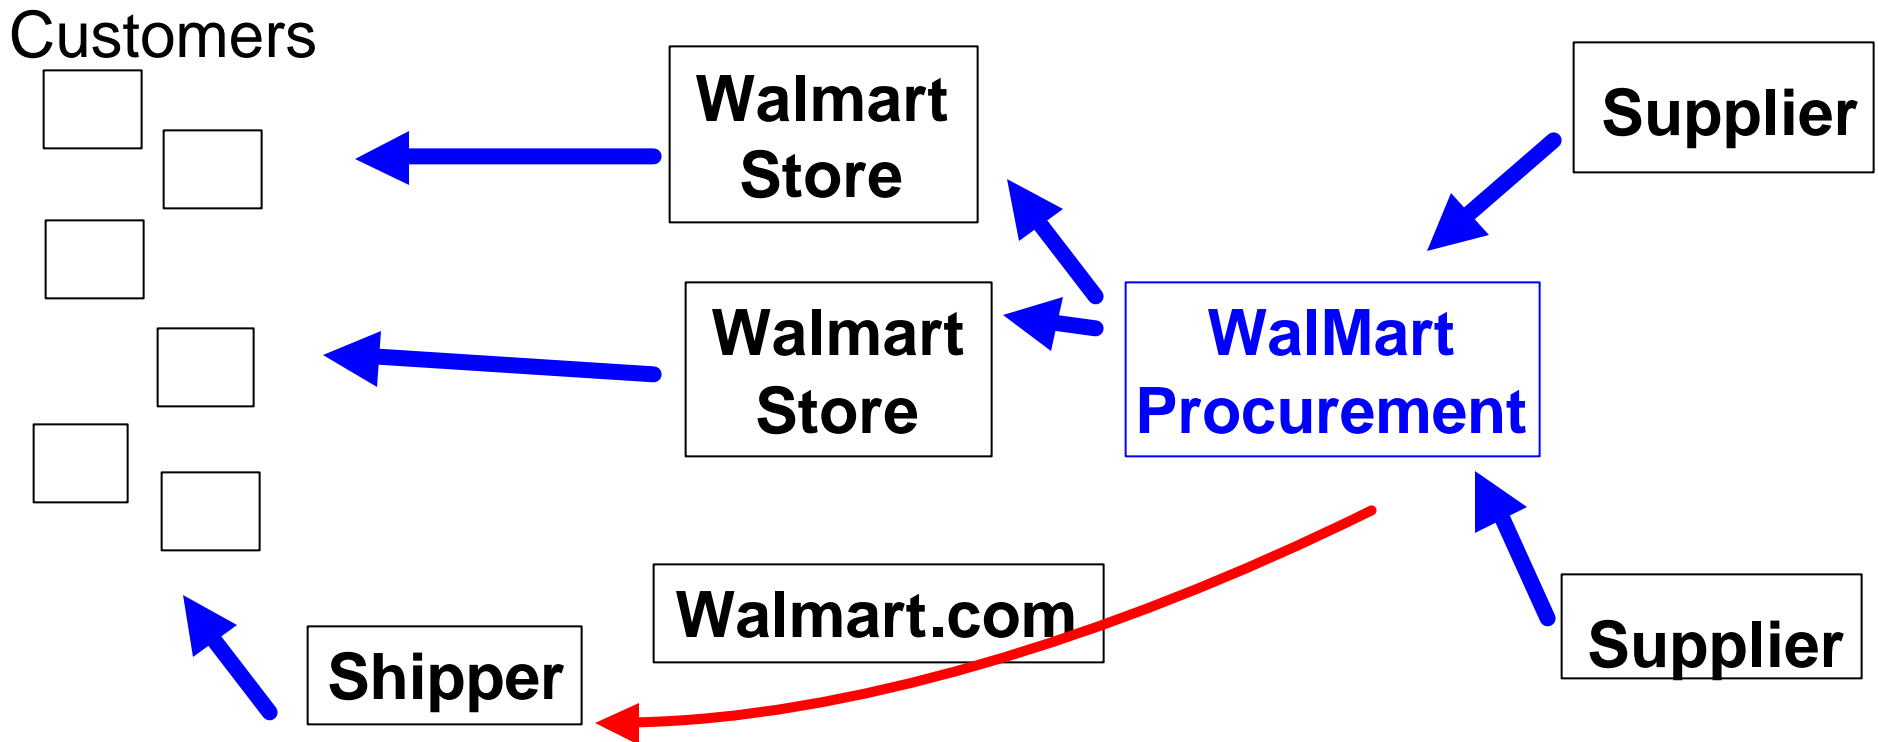 Customers
Walmart
Store
Supplier
Walmart
Store
WalMart
Procurement
Walmart.com
Shipper
Supplier